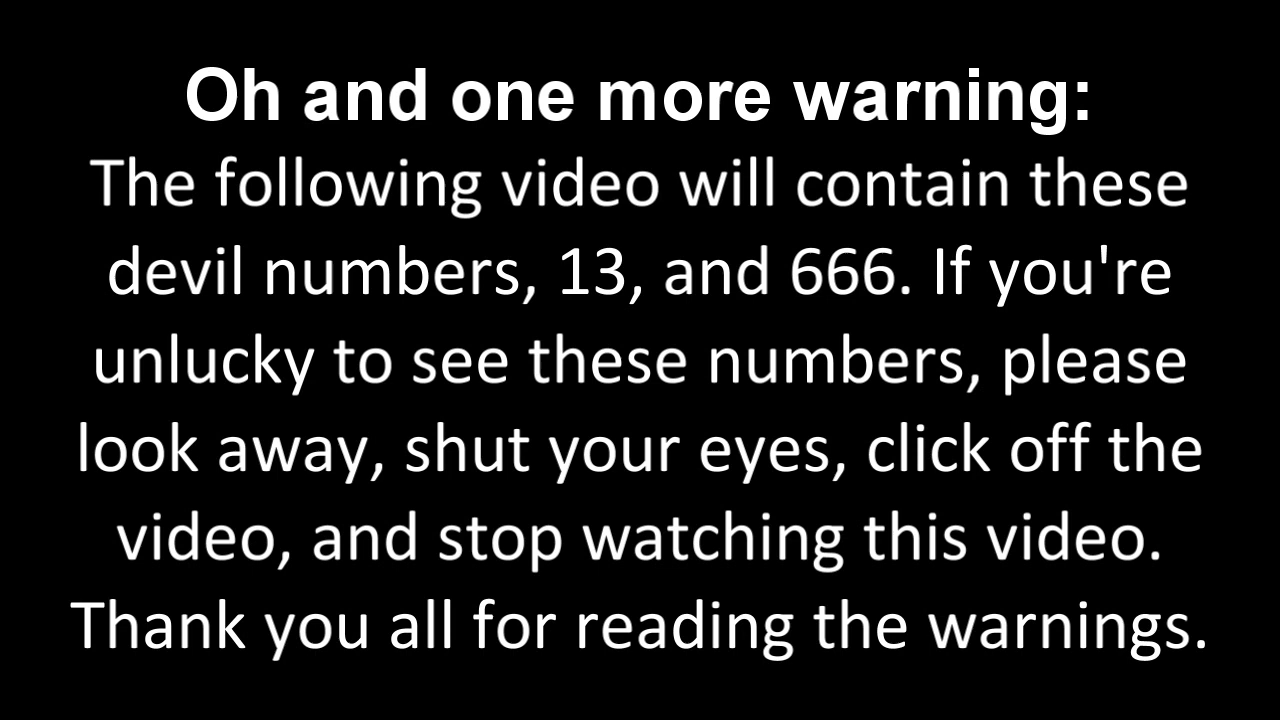 Oh and one more warning:
The following video will contain these
devil numbers, 13, and 666. If you're
unlucky to see these numbers, please
look away, shut your eyes, click off the
video, and stop watching this video.
Thank you all for reading the warnings.